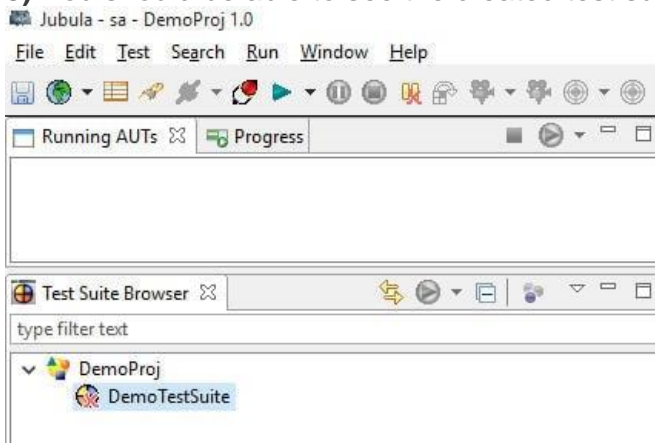 Jubula - sa - DemoProj 1.0
File Edit Test Search Run Window Help
Running AUTs Progress
Test Suite Browser
type filter text
DemoProj
DemoTestSuite